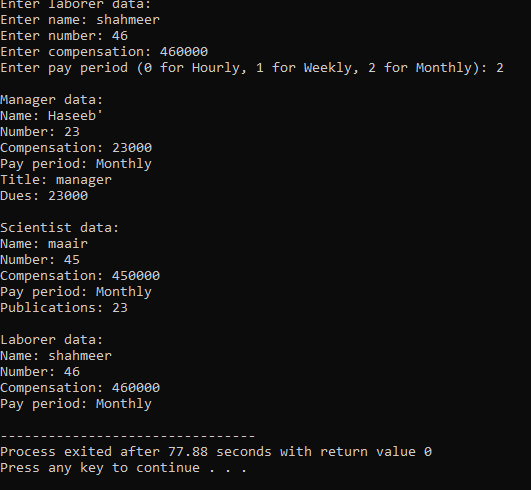 Enter laborer data:
Enter name: shahmeer
Enter number: 46
Enter compensation: 460000
Enter pay period (0 for Hourly, 1 for Weekly, 2 for Monthly): 2
Manager data:
Name: Haseeb'
Number: 23
Compensation: 23000
Pay period: Monthly
Title: manager
Dues: 23000
Scientist data:
Name: maair
Number: 45
Compensation: 450000
Pay period: Monthly
Publications: 23
Laborer data:
Name: shahmeer
Number: 46
Compensation: 460000
Pay period: Monthly
--------------------------------
Process exited after 77.88 seconds with return value 0
Press any key to continue . . .